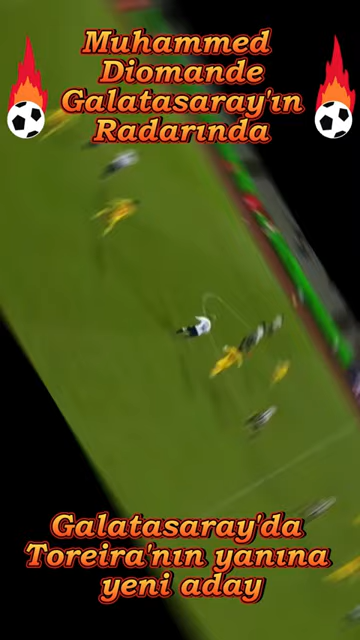 Muhammed
Diomande
Galatasaray'ın
Radarında
Galatasaray'da
Toreira'nın yanına
yeni aday